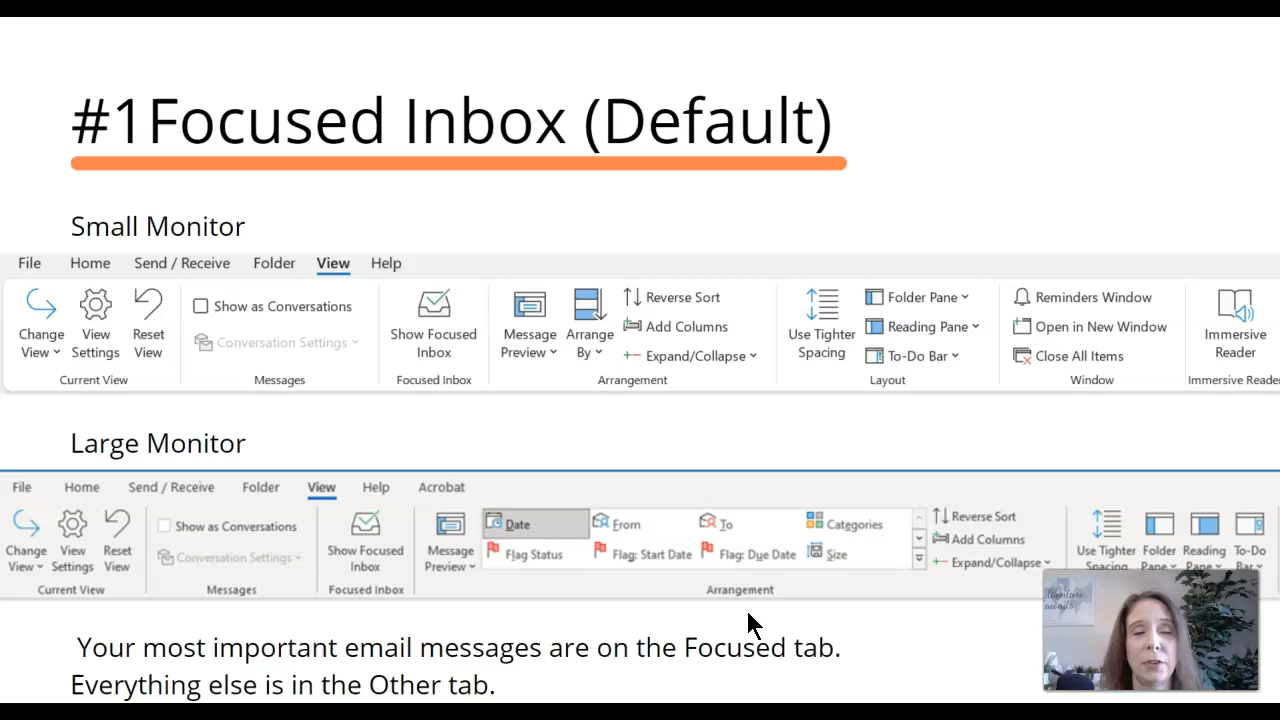 #1Focused Inbox (Default)
Small Monitor
File Home Send / Receive Folder View Help
Change View View Settings Reset View
Current View
Show as Conversations
Conversation Settings
Messages
Show Focused Inbox
Focused Inbox
Message Preview Arrange By
Reverse Sort
Add Columns
Expand/Collapse
Arrangement
Use Tighter Spacing
Folder Pane
Reading Pane
To-Do Bar
Layout
Reminders Window
Open in New Window
Close All Items
Window
Immersive Reader
Immersive Reader
Large Monitor
File Home Send / Receive Folder View Help Acrobat
Change View View Settings Reset View
Current View
Show as Conversations
Conversation Settings
Messages
Show Focused Inbox
Focused Inbox
Message Preview
Date From To Categories
Flag Status Flag: Start Date Flag: Due Date Size
Reverse Sort
Add Columns
Expand/Collapse
Arrangement
Use Tighter Spacing Folder Pane Reading Pane To-Do Bar
Your most important email messages are on the Focused tab.
Everything else is in the Other tab.
awaits